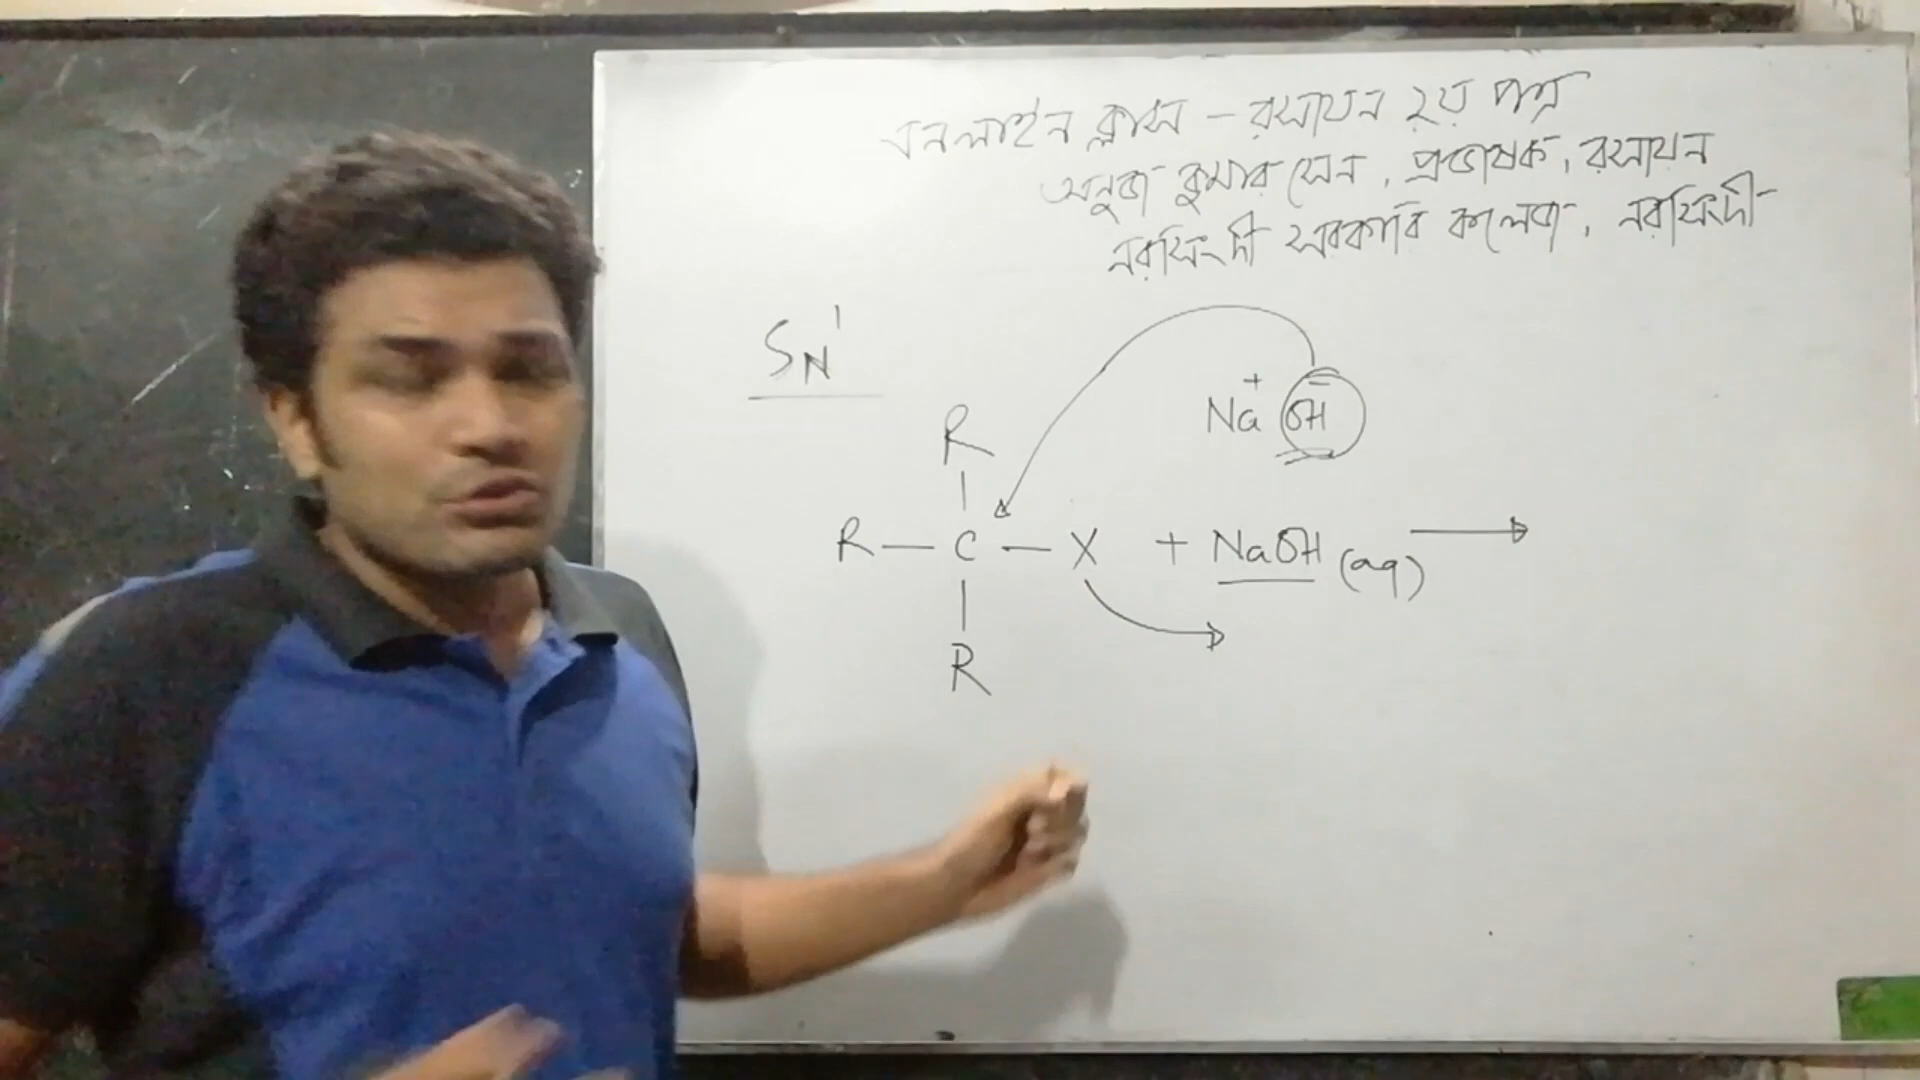 অনলাইন ক্লাস – রসায়ন ২য় পত্র
অনুজ কুমার সেন, প্রভাষক, রসায়ন
নরসিংদী সরকারি কলেজ, নরসিংদী
SN1
Na+ OH−
R
R — C — X + NaOH (aq) →
R